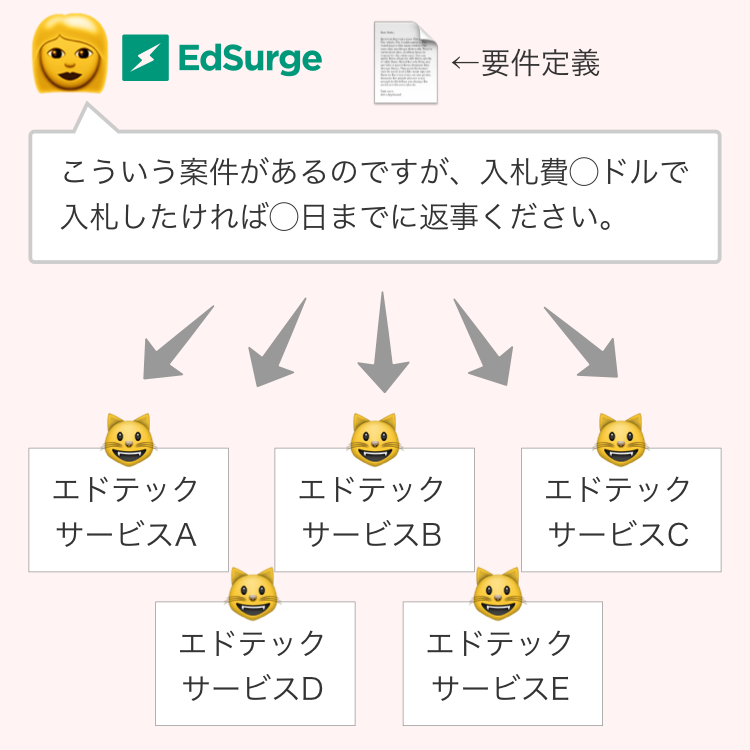 EdSurge
←要件定義
こういう案件があるのですが、入札費◯ドルで
入札したければ◯日までに返事ください。
エドテック
サービスA
エドテック
サービスB
エドテック
サービスC
エドテック
サービスD
エドテック
サービスE